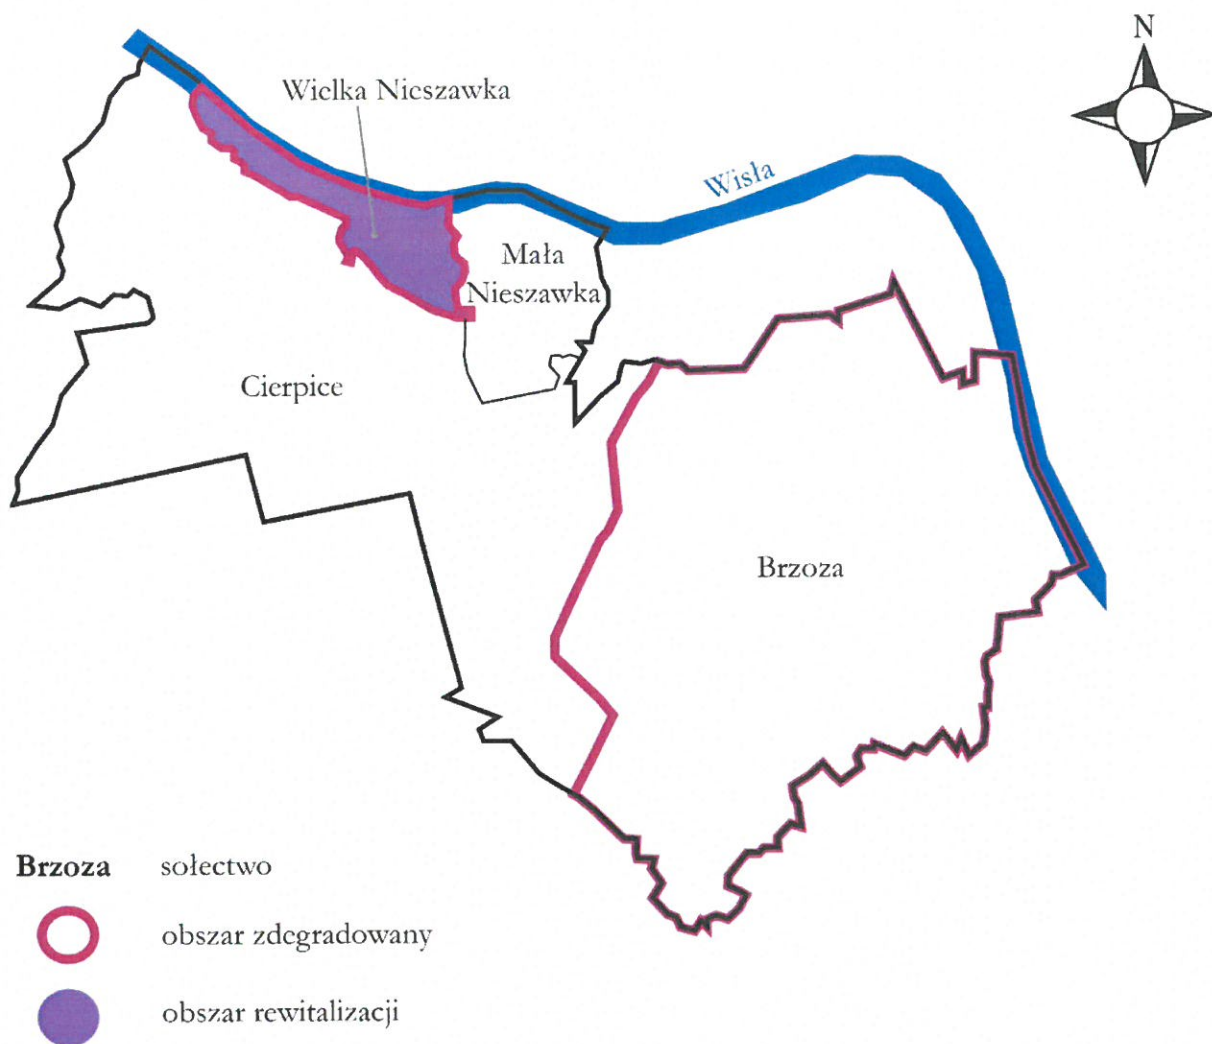 N
Wielka Nieszawka
Wisła
Mała
Nieszawka
Cierpice
Brzoza
Brzoza sołectwo
obszar zdegradowany
obszar rewitalizacji